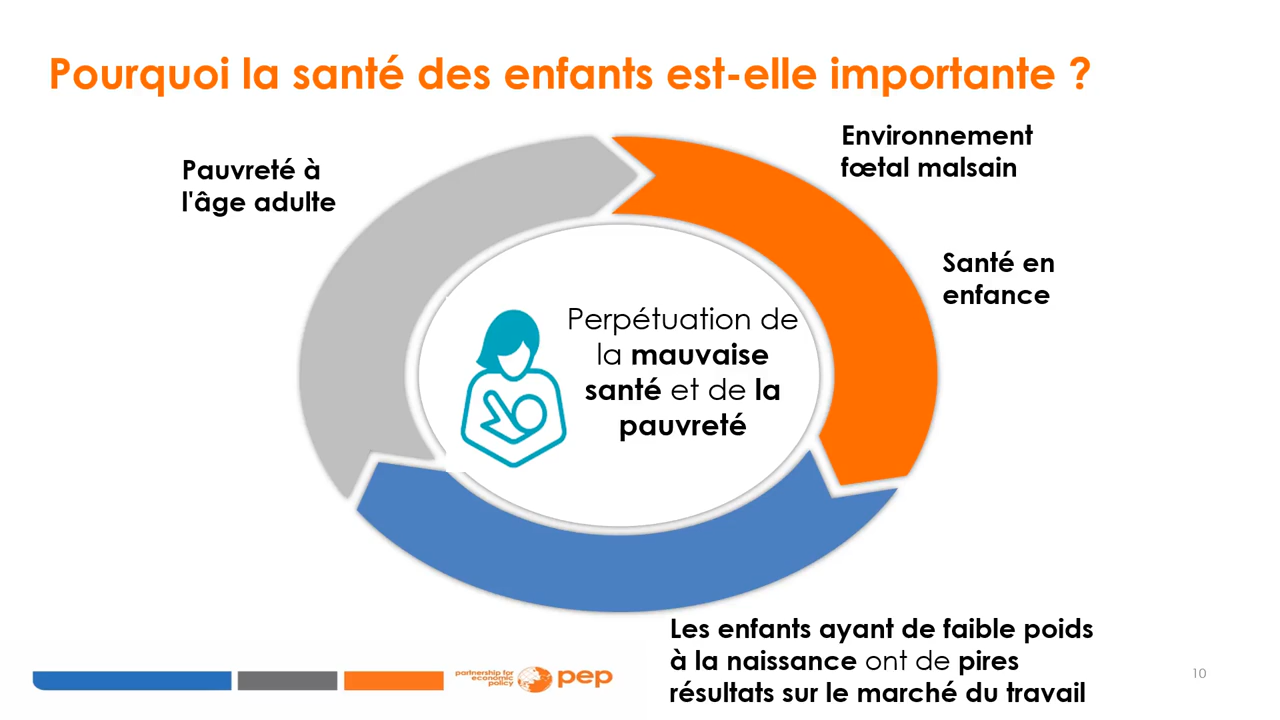 Pourquoi la santé des enfants est-elle importante ?
Pauvreté à
l'âge adulte
Environnement
fœtal malsain
Santé en
enfance
Perpétuation de
la mauvaise
santé et de la
pauvreté
Les enfants ayant de faible poids
à la naissance ont de pires
résultats sur le marché du travail
partnership for
economic
policy
pep
10